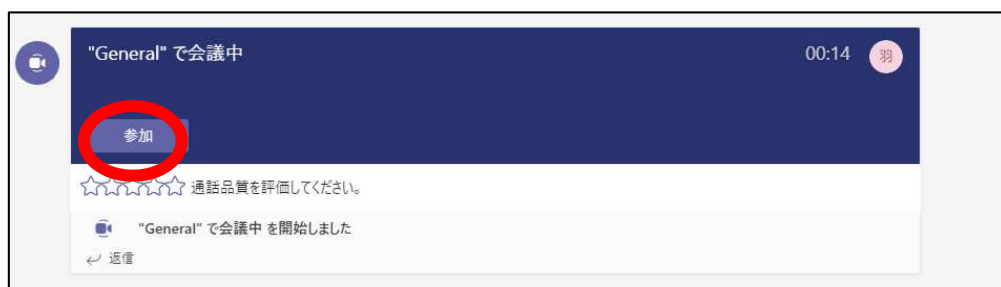 "General" で会議中
00:14 羽
参加
通話品質を評価してください。
"General" で会議中 を開始しました
返信